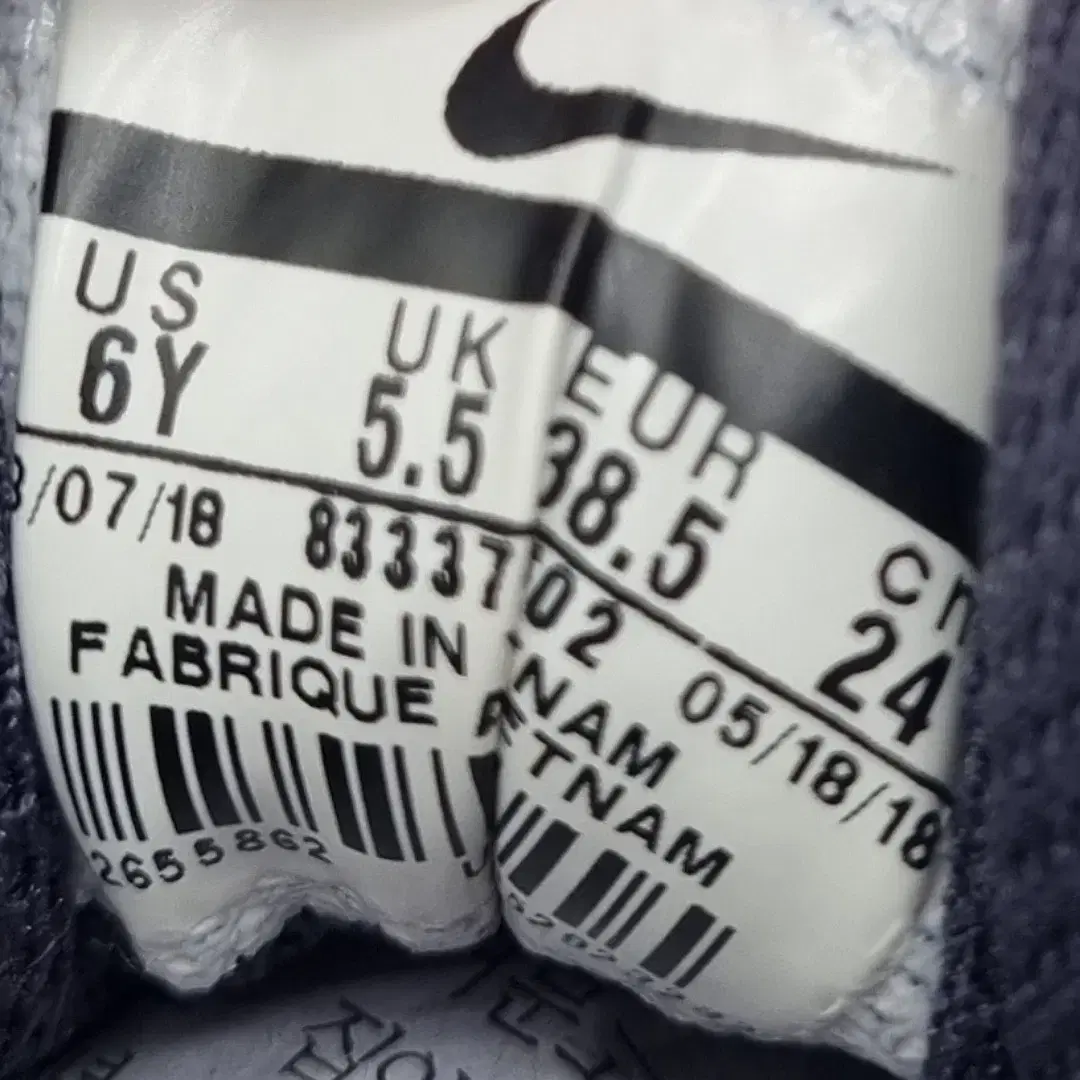 US UK EUR CM
6Y 5.5 38.5 24
/07/18 83337 02 05/18/18
MADE IN NAM
FABRIQUE ETNAM
2655862